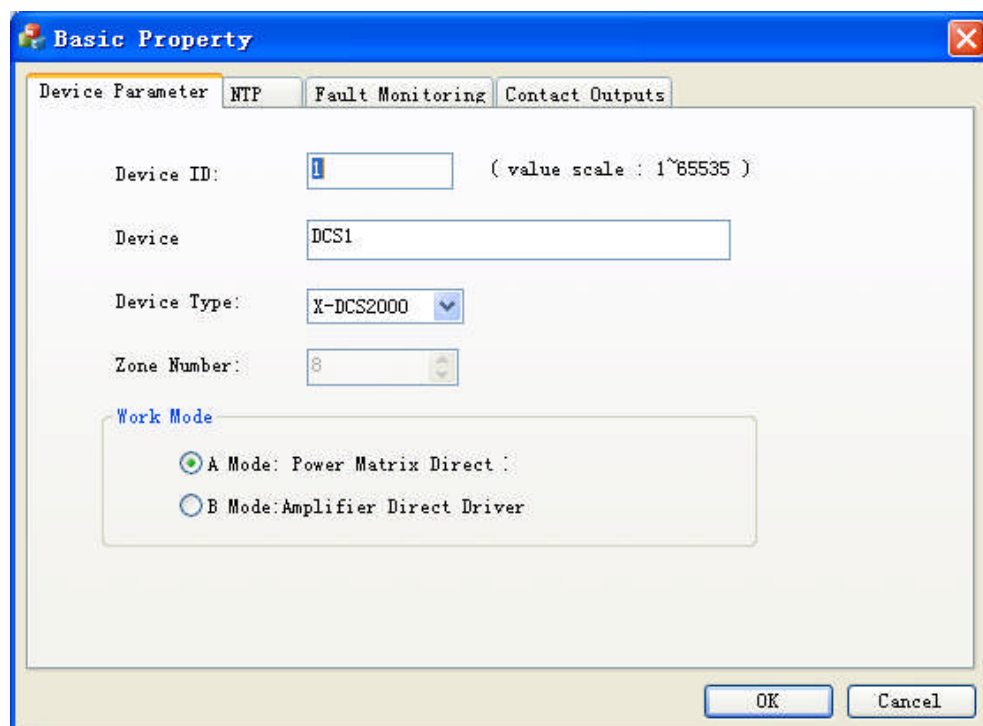 Basic Property
Device Parameter NTP Fault Monitoring Contact Outputs
Device ID: 1 ( value scale : 1~65535 )
Device DCS1
Device Type: X-DCS2000
Zone Number: 8
Work Mode
A Mode: Power Matrix Direct :
B Mode:Amplifier Direct Driver
OK Cancel